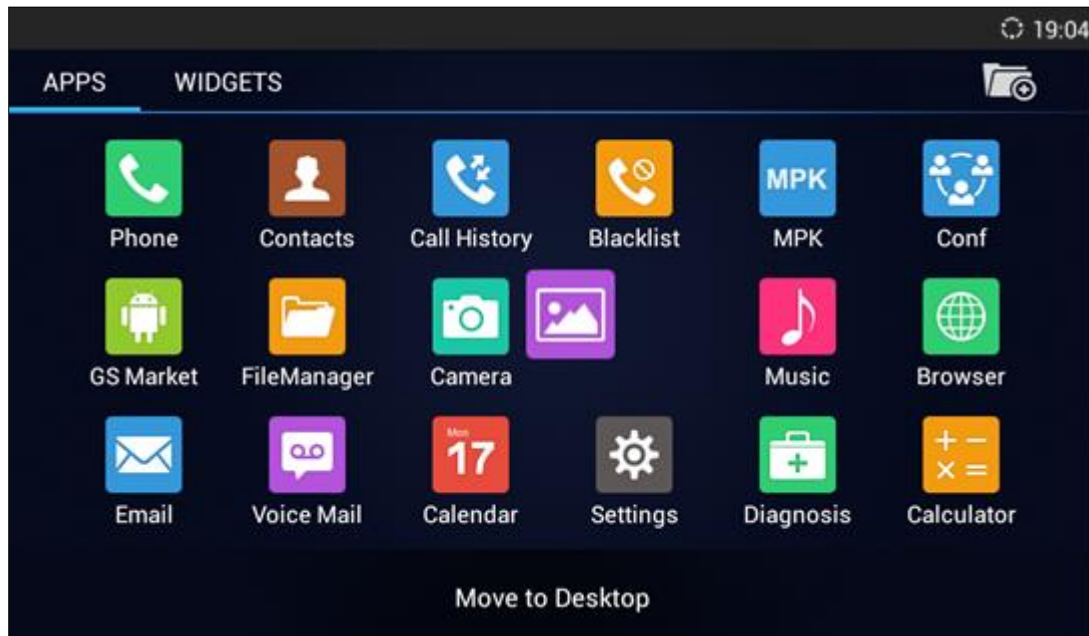 19:04
APPS WIDGETS
MPK
Phone Contacts Call History Blacklist MPK Conf
GS Market FileManager Camera Music Browser
Mon
17
Email Voice Mail Calendar Settings Diagnosis Calculator
Move to Desktop